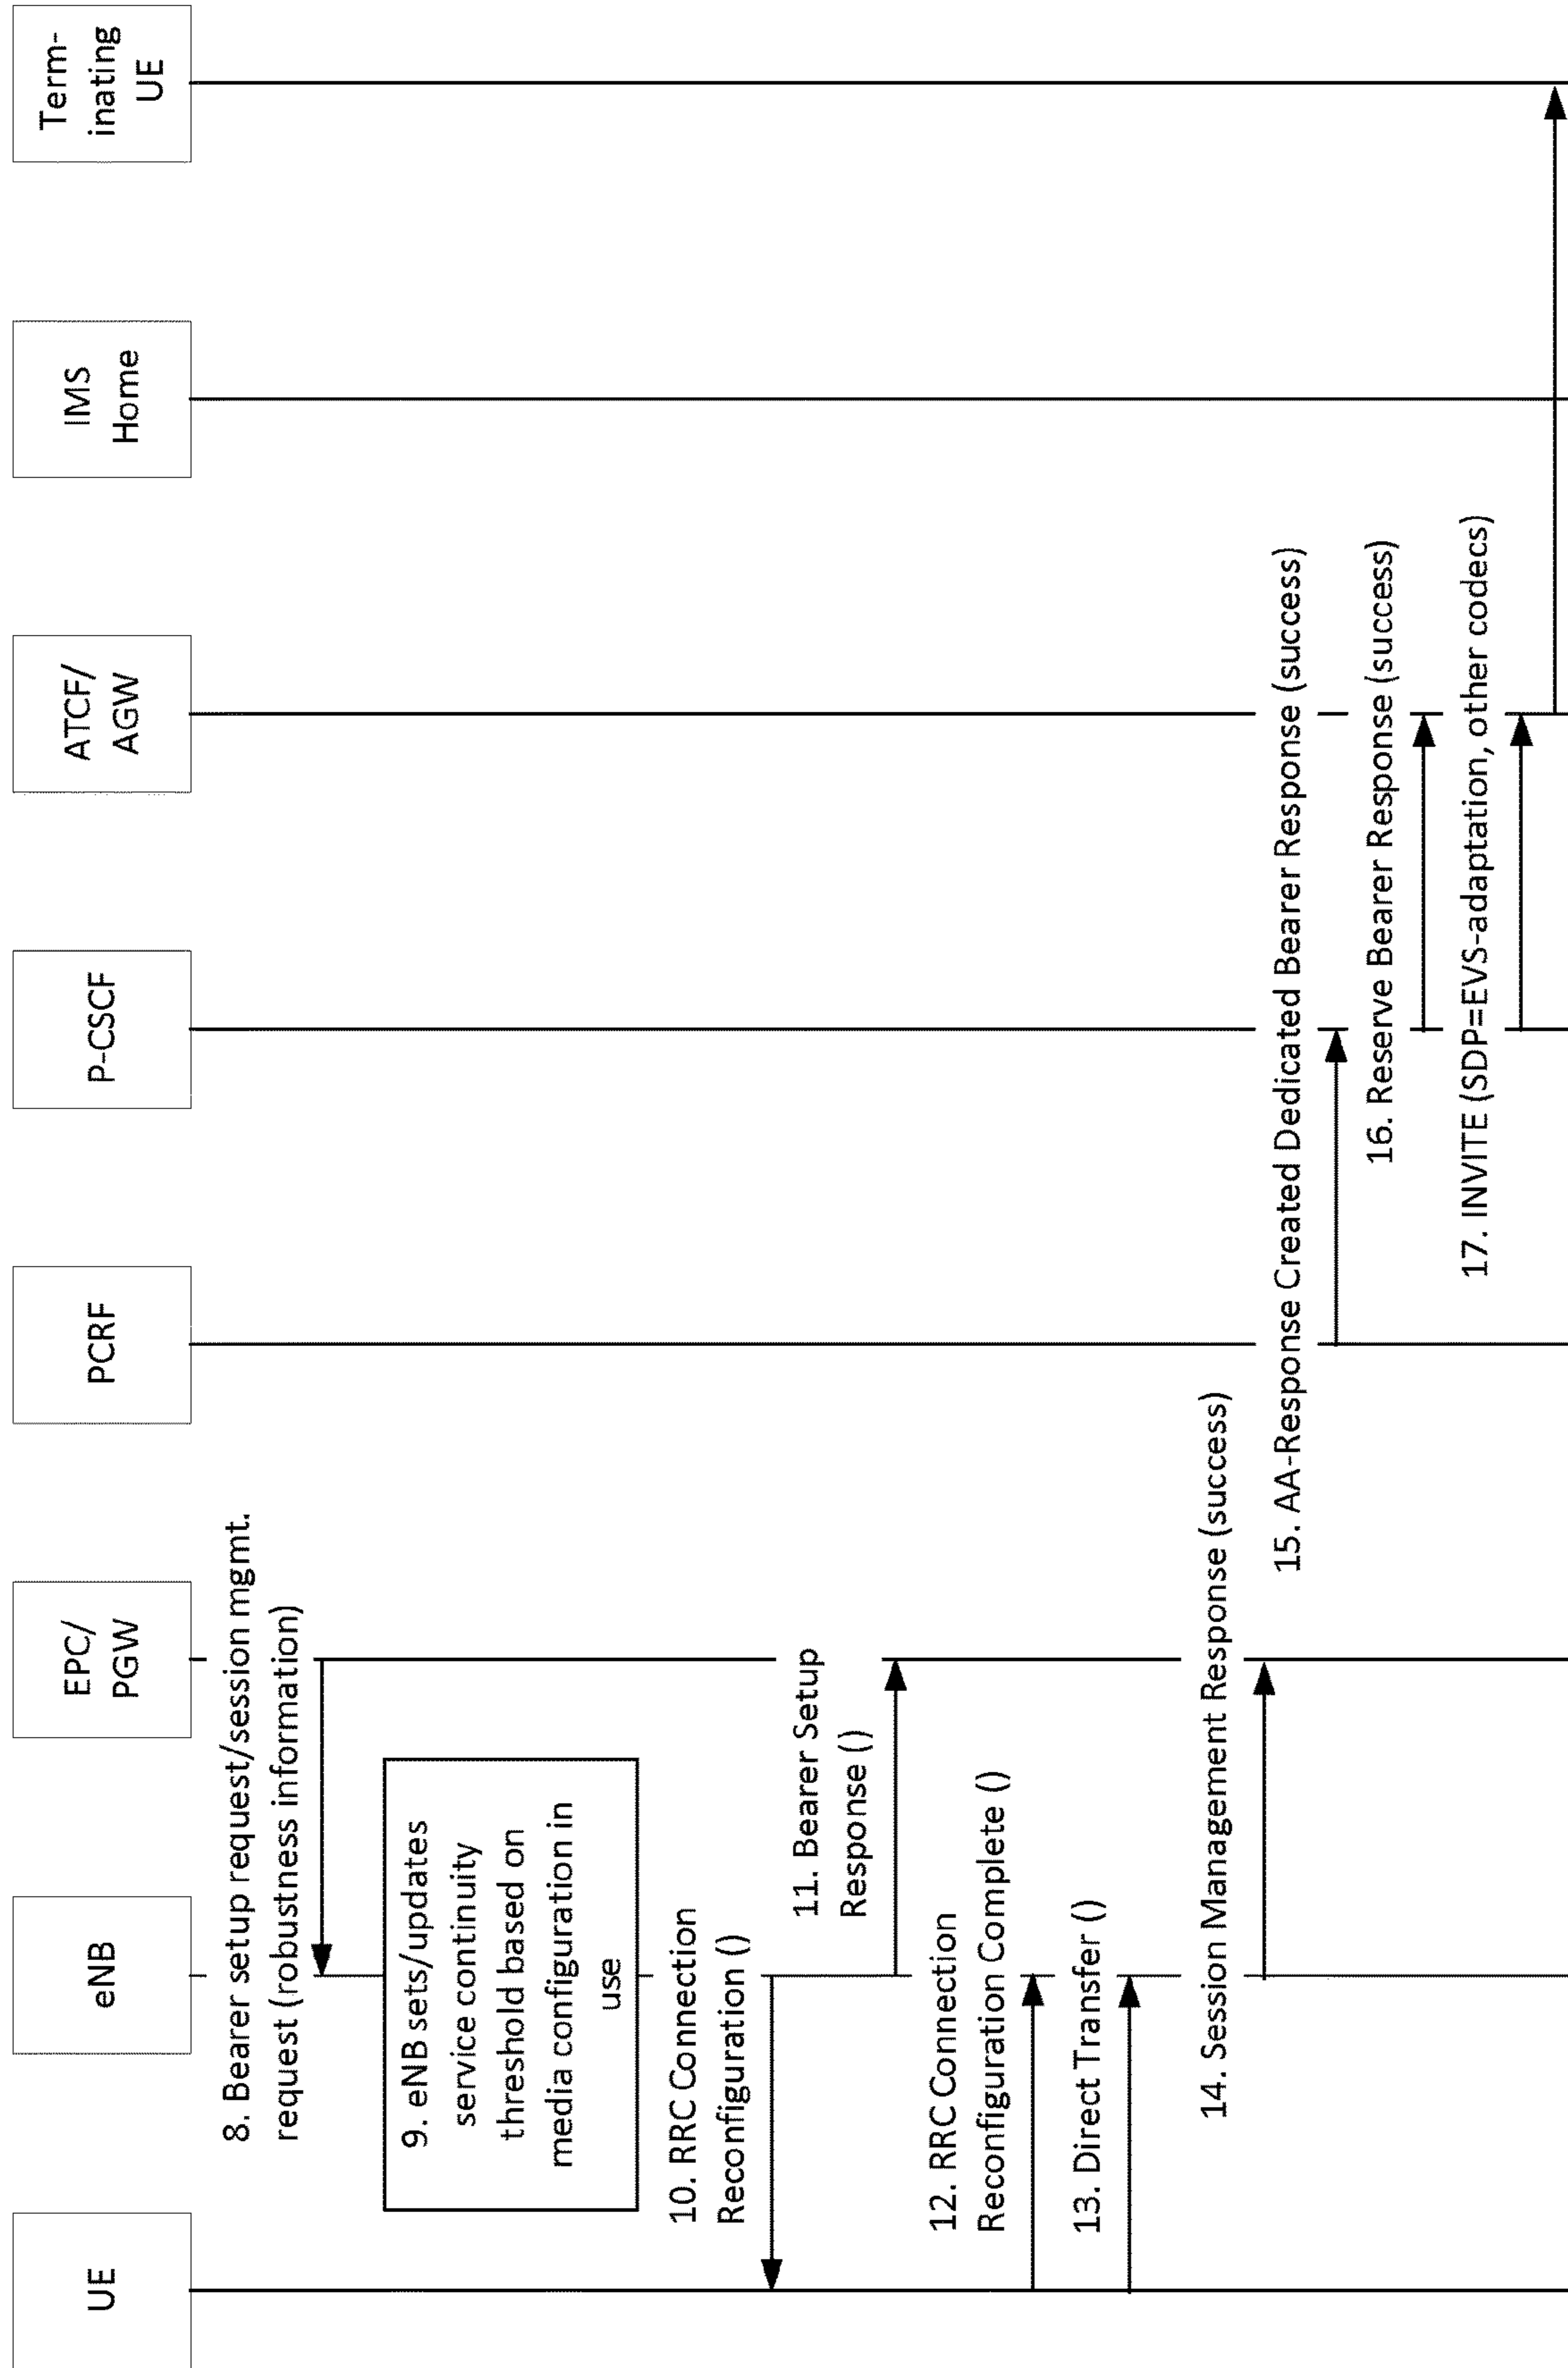 UE
eNB
EPC/
PGW
PCRF
P-CSCF
ATCF/
AGW
IMS
Home
Term-
inating
UE
8. Bearer setup request/session mgmt.
request (robustness information)
9. eNB sets/updates
service continuity
threshold based on
media configuration in
use
10. RRC Connection
Reconfiguration ()
11. Bearer Setup
Response ()
12. RRC Connection
Reconfiguration Complete ()
13. Direct Transfer ()
14. Session Management Response (success)
15. AA-Response Created Dedicated Bearer Response (success)
16. Reserve Bearer Response (success)
17. INVITE (SDP=EVS-adaptation, other codecs)